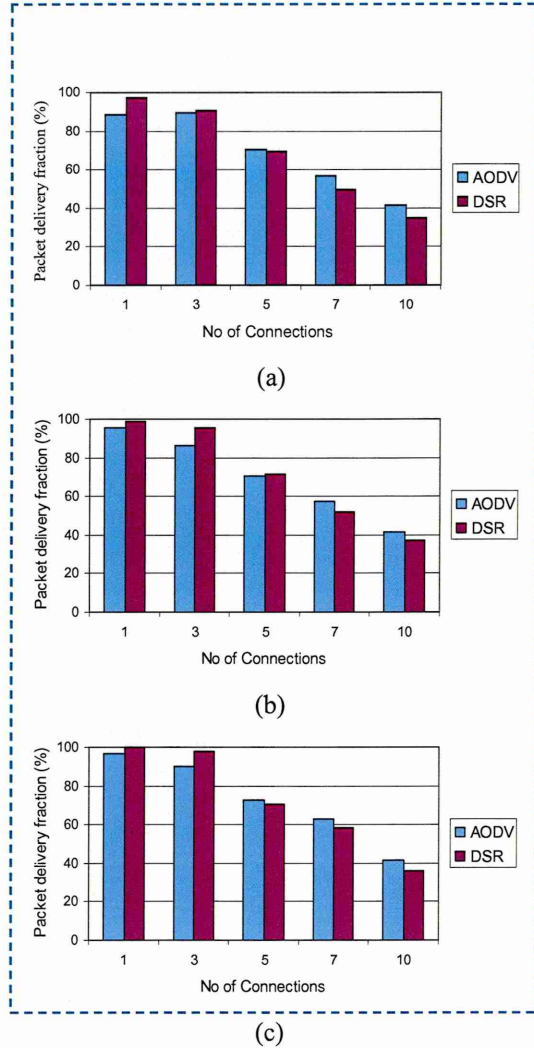 Packet delivery fraction (%)
100
80
60
40
20
0
1 3 5 7 10
No of Connections
AODV
DSR
(a)
Packet delivery fraction (%)
100
80
60
40
20
0
1 3 5 7 10
No of Connections
AODV
DSR
(b)
Packet delivery fraction (%)
100
80
60
40
20
0
1 3 5 7 10
No of Connections
AODV
DSR
(c)